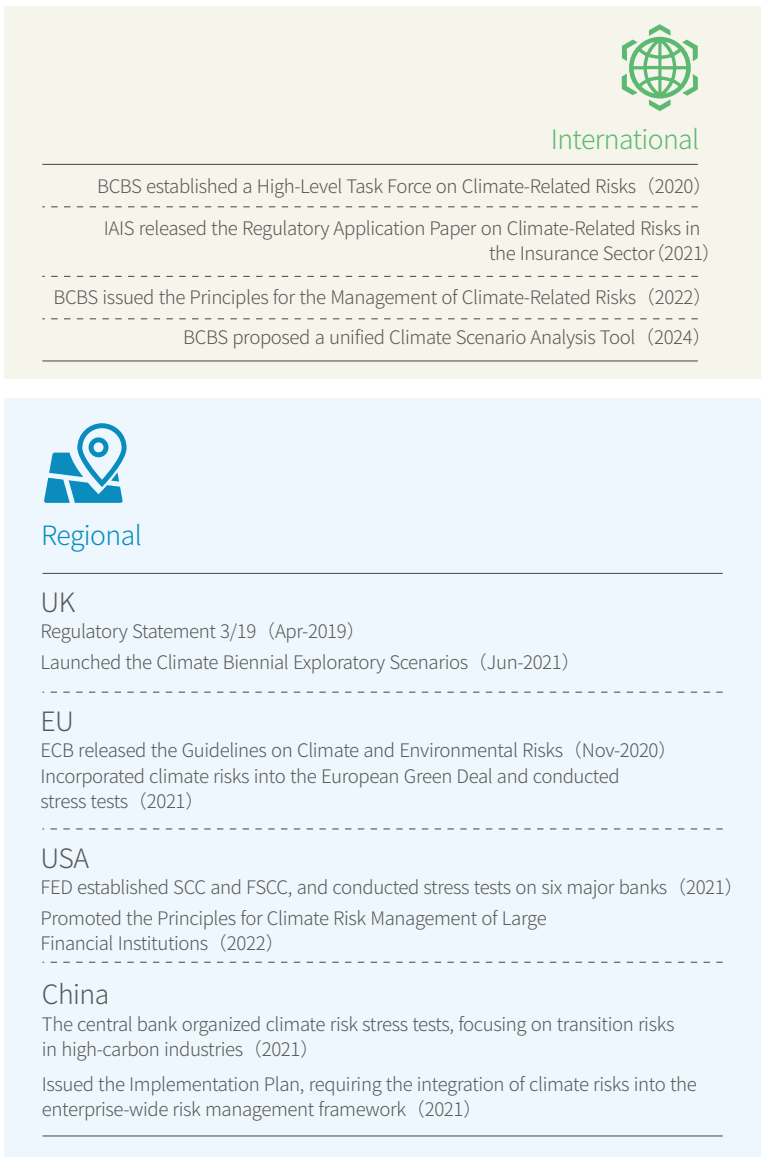 International
BCBS established a High-Level Task Force on Climate-Related Risks（2020）
IAIS released the Regulatory Application Paper on Climate-Related Risks in
the Insurance Sector（2021）
BCBS issued the Principles for the Management of Climate-Related Risks（2022）
BCBS proposed a unified Climate Scenario Analysis Tool（2024）
Regional
UK
Regulatory Statement 3/19（Apr-2019）
Launched the Climate Biennial Exploratory Scenarios（Jun-2021）
EU
ECB released the Guidelines on Climate and Environmental Risks（Nov-2020）
Incorporated climate risks into the European Green Deal and conducted
stress tests（2021）
USA
FED established SCC and FSCC, and conducted stress tests on six major banks（2021）
Promoted the Principles for Climate Risk Management of Large
Financial Institutions（2022）
China
The central bank organized climate risk stress tests, focusing on transition risks
in high-carbon industries（2021）
Issued the Implementation Plan, requiring the integration of climate risks into the
enterprise-wide risk management framework（2021）